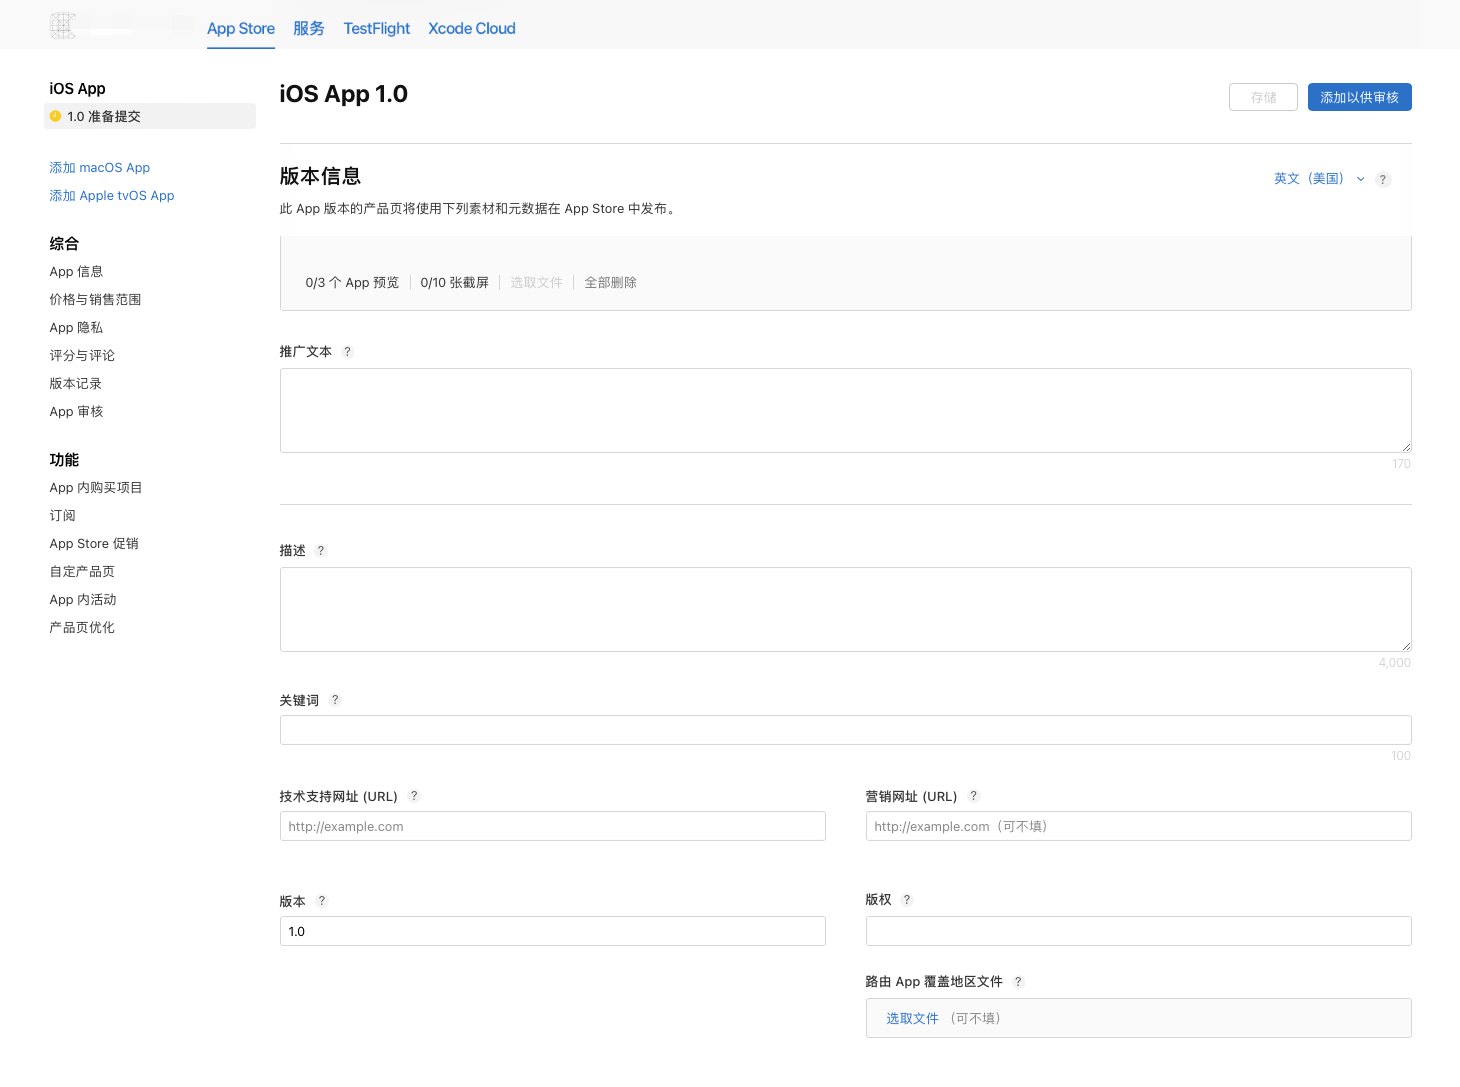 App Store 服务 TestFlight Xcode Cloud
iOS App
1.0 准备提交
添加 macOS App
添加 Apple tvOS App
综合
App 信息
价格与销售范围
App 隐私
评分与评论
版本记录
App 审核
功能
App 内购买项目
订阅
App Store 促销
自定产品页
App 内活动
产品页优化
iOS App 1.0
存储
添加以供审核
版本信息
英文（美国）
?
此 App 版本的产品页将使用下列素材和元数据在 App Store 中发布。
0/3 个 App 预览 0/10 张截屏 选取文件 全部删除
推广文本 ?
170
描述 ?
4,000
关键词 ?
100
技术支持网址 (URL) ?
http://example.com
营销网址 (URL) ?
http://example.com（可不填）
版本 ?
1.0
版权 ?
路由 App 覆盖地区文件 ?
选取文件 （可不填）